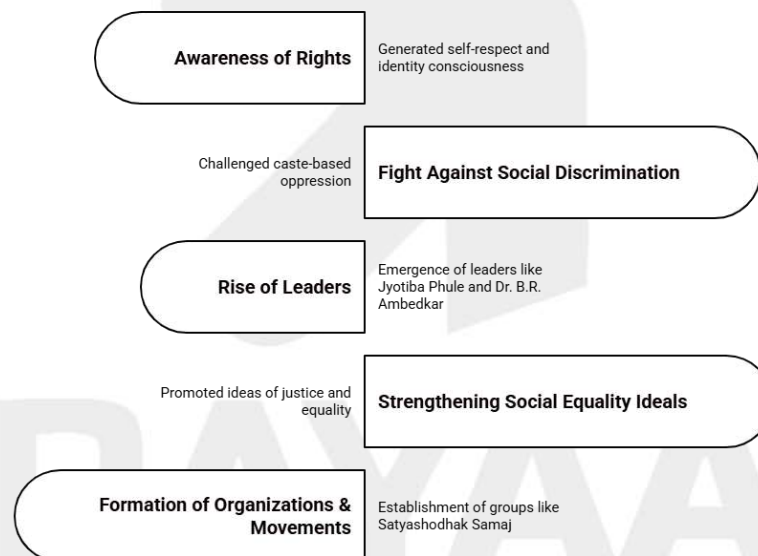 Awareness of Rights
Generated self-respect and
identity consciousness
Challenged caste-based
oppression
Fight Against Social Discrimination
Rise of Leaders
Emergence of leaders like
Jyotiba Phule and Dr. B.R.
Ambedkar
Promoted ideas of justice and
equality
Strengthening Social Equality Ideals
Formation of Organizations &
Movements
Establishment of groups like
Satyashodhak Samaj